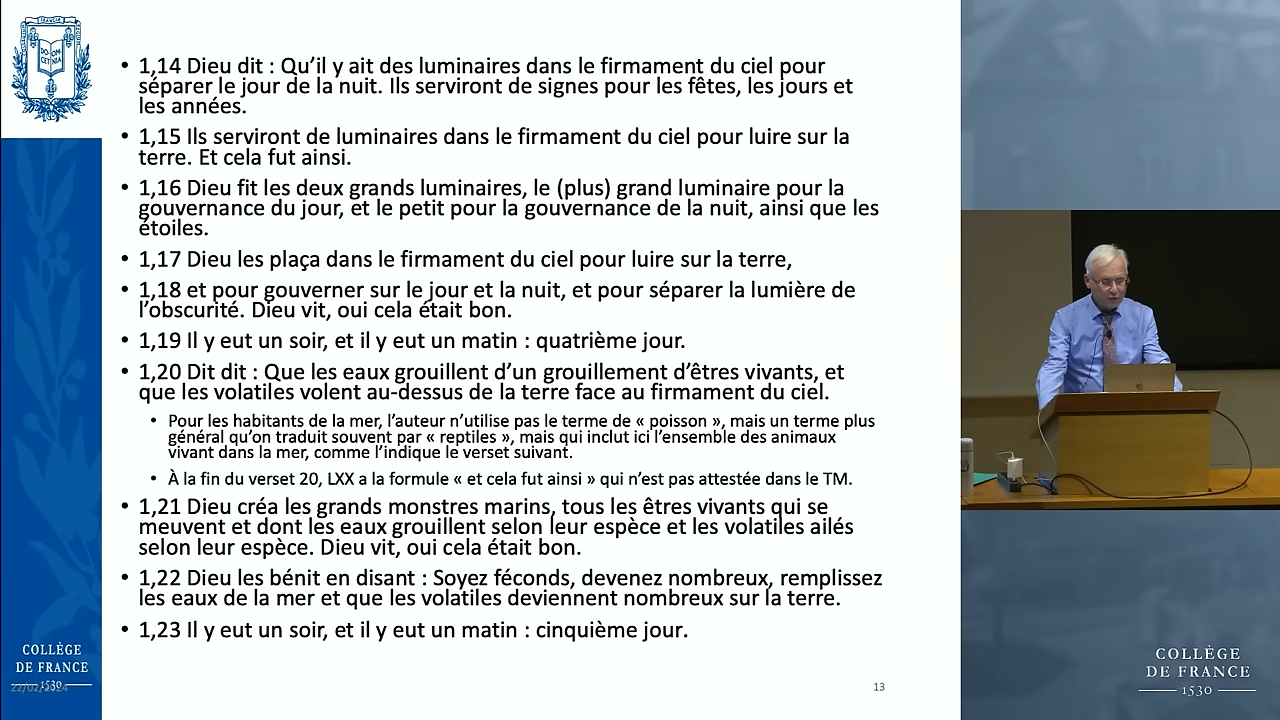 • 1,14 Dieu dit : Qu’il y ait des luminaires dans le firmament du ciel pour
séparer le jour de la nuit. Ils serviront de signes pour les fêtes, les jours et
les années.
• 1,15 Ils serviront de luminaires dans le firmament du ciel pour luire sur la
terre. Et cela fut ainsi.
• 1,16 Dieu fit les deux grands luminaires, le (plus) grand luminaire pour la
gouvernance du jour, et le petit pour la gouvernance de la nuit, ainsi que les
étoiles.
• 1,17 Dieu les plaça dans le firmament du ciel pour luire sur la terre,
• 1,18 et pour gouverner sur le jour et la nuit, et pour séparer la lumière de
l’obscurité. Dieu vit, oui cela était bon.
• 1,19 Il y eut un soir, et il y eut un matin : quatrième jour.
• 1,20 Dit dit : Que les eaux grouillent d’un grouillement d’êtres vivants, et
que les volatiles volent au-dessus de la terre face au firmament du ciel.
• Pour les habitants de la mer, l’auteur n’utilise pas le terme de « poisson », mais un terme plus
général qu’on traduit souvent par « reptiles », mais qui inclut ici l’ensemble des animaux
vivant dans la mer, comme l’indique le verset suivant.
• À la fin du verset 20, LXX a la formule « et cela fut ainsi » qui n’est pas attestée dans le TM.
• 1,21 Dieu créa les grands monstres marins, tous les êtres vivants qui se
meuvent et dont les eaux grouillent selon leur espèce et les volatiles ailés
selon leur espèce. Dieu vit, oui cela était bon.
• 1,22 Dieu les bénit en disant : Soyez féconds, devenez nombreux, remplissez
les eaux de la mer et que les volatiles deviennent nombreux sur la terre.
• 1,23 Il y eut un soir, et il y eut un matin : cinquième jour.
COLLÈGE
DE FRANCE
1530
22/02/2024
13
COLLÈGE
DE FRANCE
1530